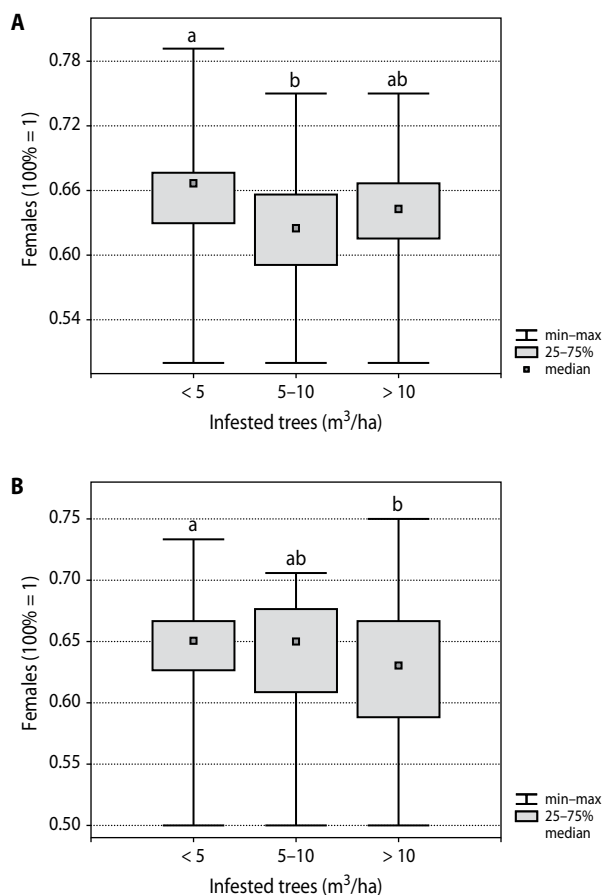 A
a
b
ab
0.78
0.72
0.66
0.60
0.54
Females (100% = 1)
< 5
5–10
> 10
Infested trees (m³/ha)
min–max
25–75%
median
B
a
ab
b
0.75
0.70
0.65
0.60
0.55
0.50
Females (100% = 1)
< 5
5–10
> 10
Infested trees (m³/ha)
min–max
25–75%
median